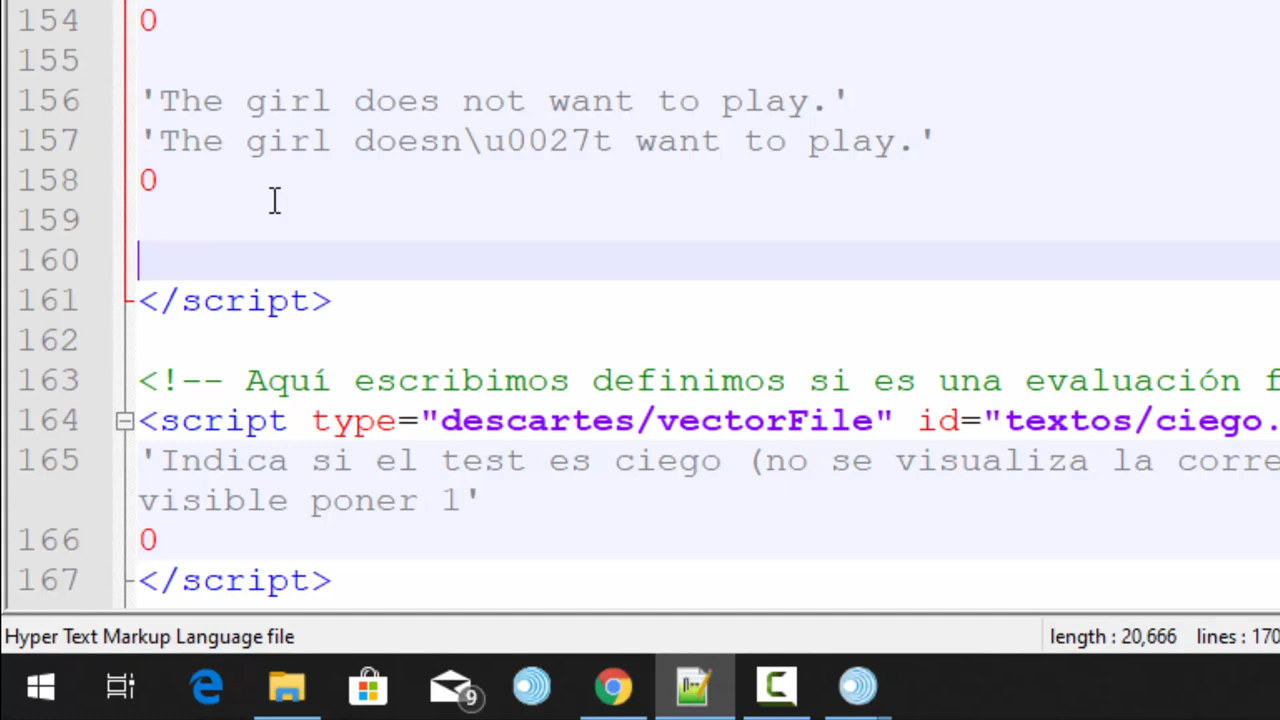 154 0
155
156 'The girl does not want to play.'
157 'The girl doesn\u0027t want to play.'
158 0
159
160
161 </script>
162
163 <!-- Aquí escribimos definimos si es una evaluación f
164 <script type="descartes/vectorFile" id="textos/ciego.
165 'Indica si el test es ciego (no se visualiza la corre
visible poner 1'
166 0
167 </script>
Hyper Text Markup Language file length : 20,666 lines : 170
9